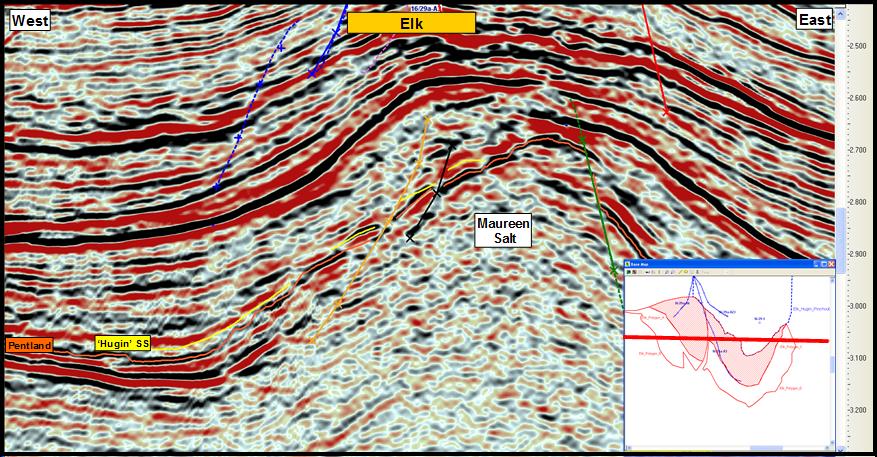 West
16/29a-A
Elk
East
2.500
2.600
2.700
2.800
Maureen
Salt
2.900
3.000
Pentland
'Hugin' SS
3.100
3.200
Base Map
Elk_Hugin_Pinchout